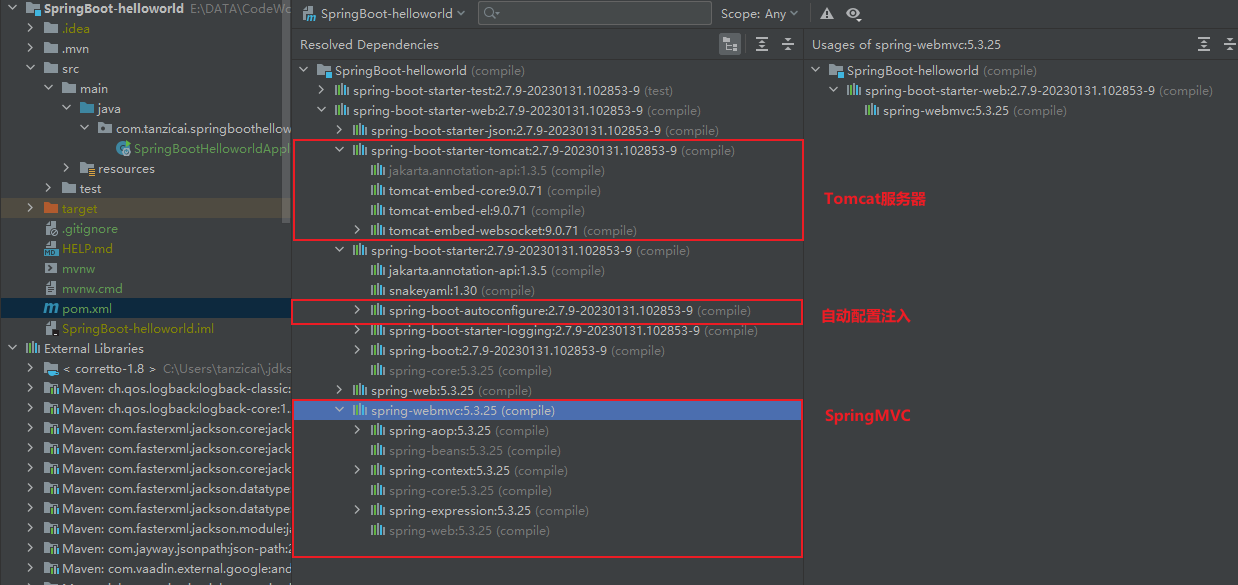 SpringBoot-helloworld E:\DATA\CodeWo
.idea
.mvn
src
main
java
com.tanzicai.springboothellow
SpringBootHelloworldAppl
resources
test
target
.gitignore
HELP.md
mvnw
mvnw.cmd
pom.xml
SpringBoot-helloworld.iml
External Libraries
< corretto-1.8 > C:\Users\tanzicai\.jdks
Maven: ch.qos.logback:logback-classic:
Maven: ch.qos.logback:logback-core:1.
Maven: com.fasterxml.jackson.core:jack
Maven: com.fasterxml.jackson.core:jack
Maven: com.fasterxml.jackson.core:jack
Maven: com.fasterxml.jackson.datatype
Maven: com.fasterxml.jackson.datatype
Maven: com.fasterxml.jackson.module:ja
Maven: com.jayway.jsonpath:json-path:2
Maven: com.vaadin.external.google:and
SpringBoot-helloworld
Scope: Any
Resolved Dependencies
SpringBoot-helloworld (compile)
spring-boot-starter-test:2.7.9-20230131.102853-9 (test)
spring-boot-starter-web:2.7.9-20230131.102853-9 (compile)
spring-boot-starter-json:2.7.9-20230131.102853-9 (compile)
spring-boot-starter-tomcat:2.7.9-20230131.102853-9 (compile)
jakarta.annotation-api:1.3.5 (compile)
tomcat-embed-core:9.0.71 (compile)
tomcat-embed-el:9.0.71 (compile)
tomcat-embed-websocket:9.0.71 (compile)
spring-boot-starter:2.7.9-20230131.102853-9 (compile)
jakarta.annotation-api:1.3.5 (compile)
snakeyaml:1.30 (compile)
spring-boot-autoconfigure:2.7.9-20230131.102853-9 (compile)
spring-boot-starter-logging:2.7.9-20230131.102853-9 (compile)
spring-boot:2.7.9-20230131.102853-9 (compile)
spring-core:5.3.25 (compile)
spring-web:5.3.25 (compile)
spring-webmvc:5.3.25 (compile)
spring-aop:5.3.25 (compile)
spring-beans:5.3.25 (compile)
spring-context:5.3.25 (compile)
spring-core:5.3.25 (compile)
spring-expression:5.3.25 (compile)
spring-web:5.3.25 (compile)
Usages of spring-webmvc:5.3.25
SpringBoot-helloworld (compile)
spring-boot-starter-web:2.7.9-20230131.102853-9 (compile)
spring-webmvc:5.3.25 (compile)
Tomcat服务器
自动配置注入
SpringMVC